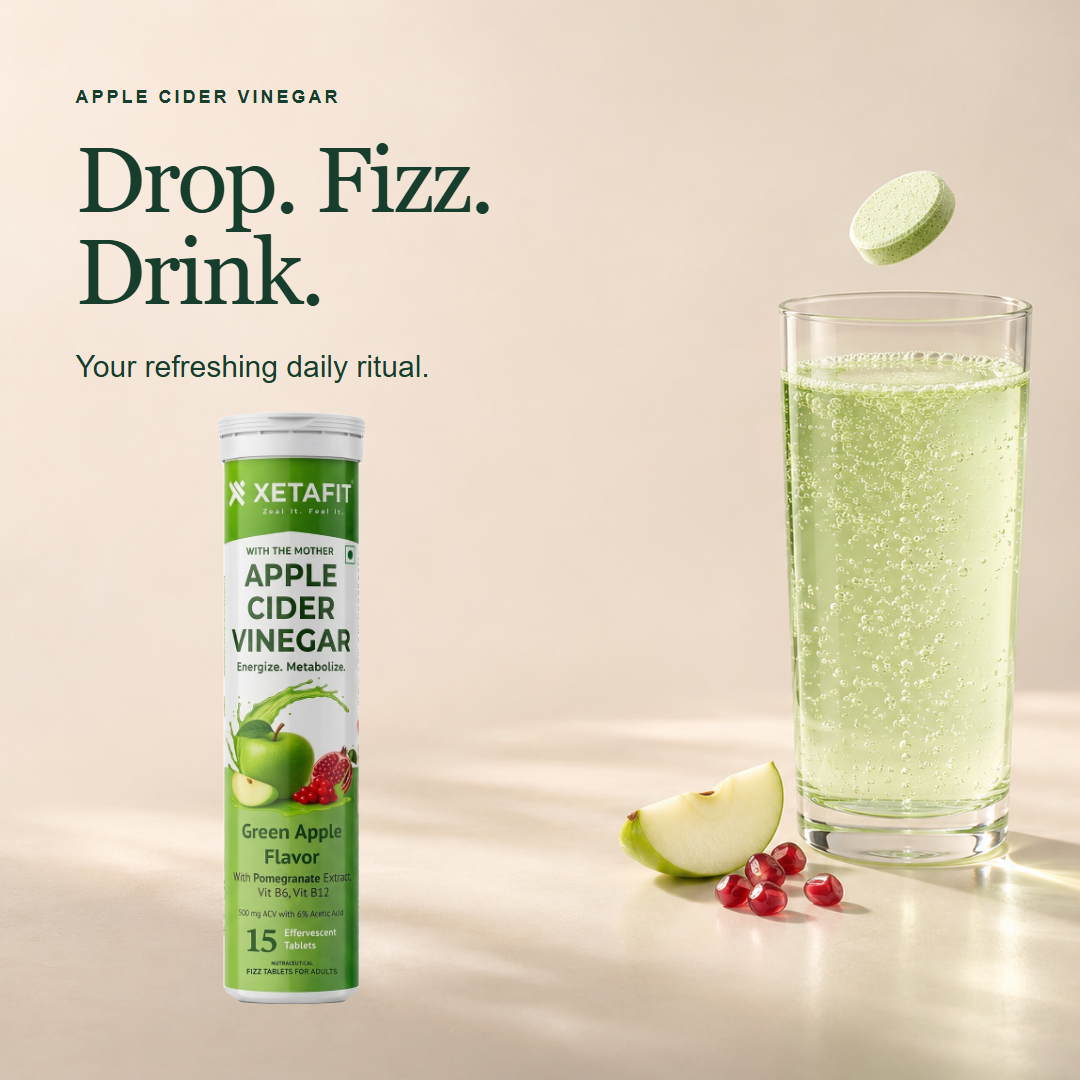 APPLE CIDER VINEGAR
Drop. Fizz.
Drink.
Your refreshing daily ritual.
XETAFIT
Zeal It. Feel It.
WITH THE MOTHER
APPLE
CIDER
VINEGAR
Energize. Metabolize.
Green Apple
Flavor
With Pomegranate Extract,
Vit B6, Vit B12
500 mg ACV with 6% Acetic Acid
15 Effervescent
Tablets
NUTRACEUTICAL
FIZZ TABLETS FOR ADULTS